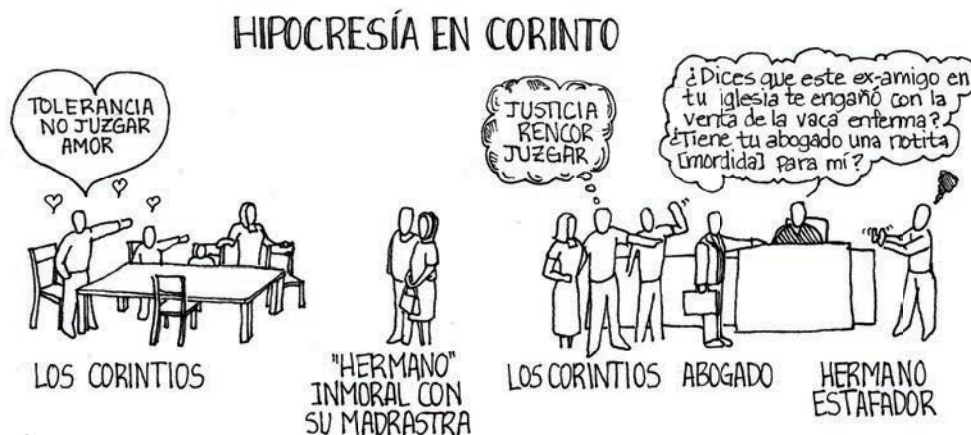 HIPOCRESÍA EN CORINTO
TOLERANCIA
NO JUZGAR
AMOR
LOS CORINTIOS
"HERMANO"
INMORAL CON
SU MADRASTRA
JUSTICIA
RENCOR
JUZGAR
¿Dices que este ex-amigo en
tu iglesia te engañó con la
venta de la vaca enferma?
¿Tiene tu abogado una notita
[mordida] para mí?
LOS CORINTIOS
ABOGADO
HERMANO
ESTAFADOR